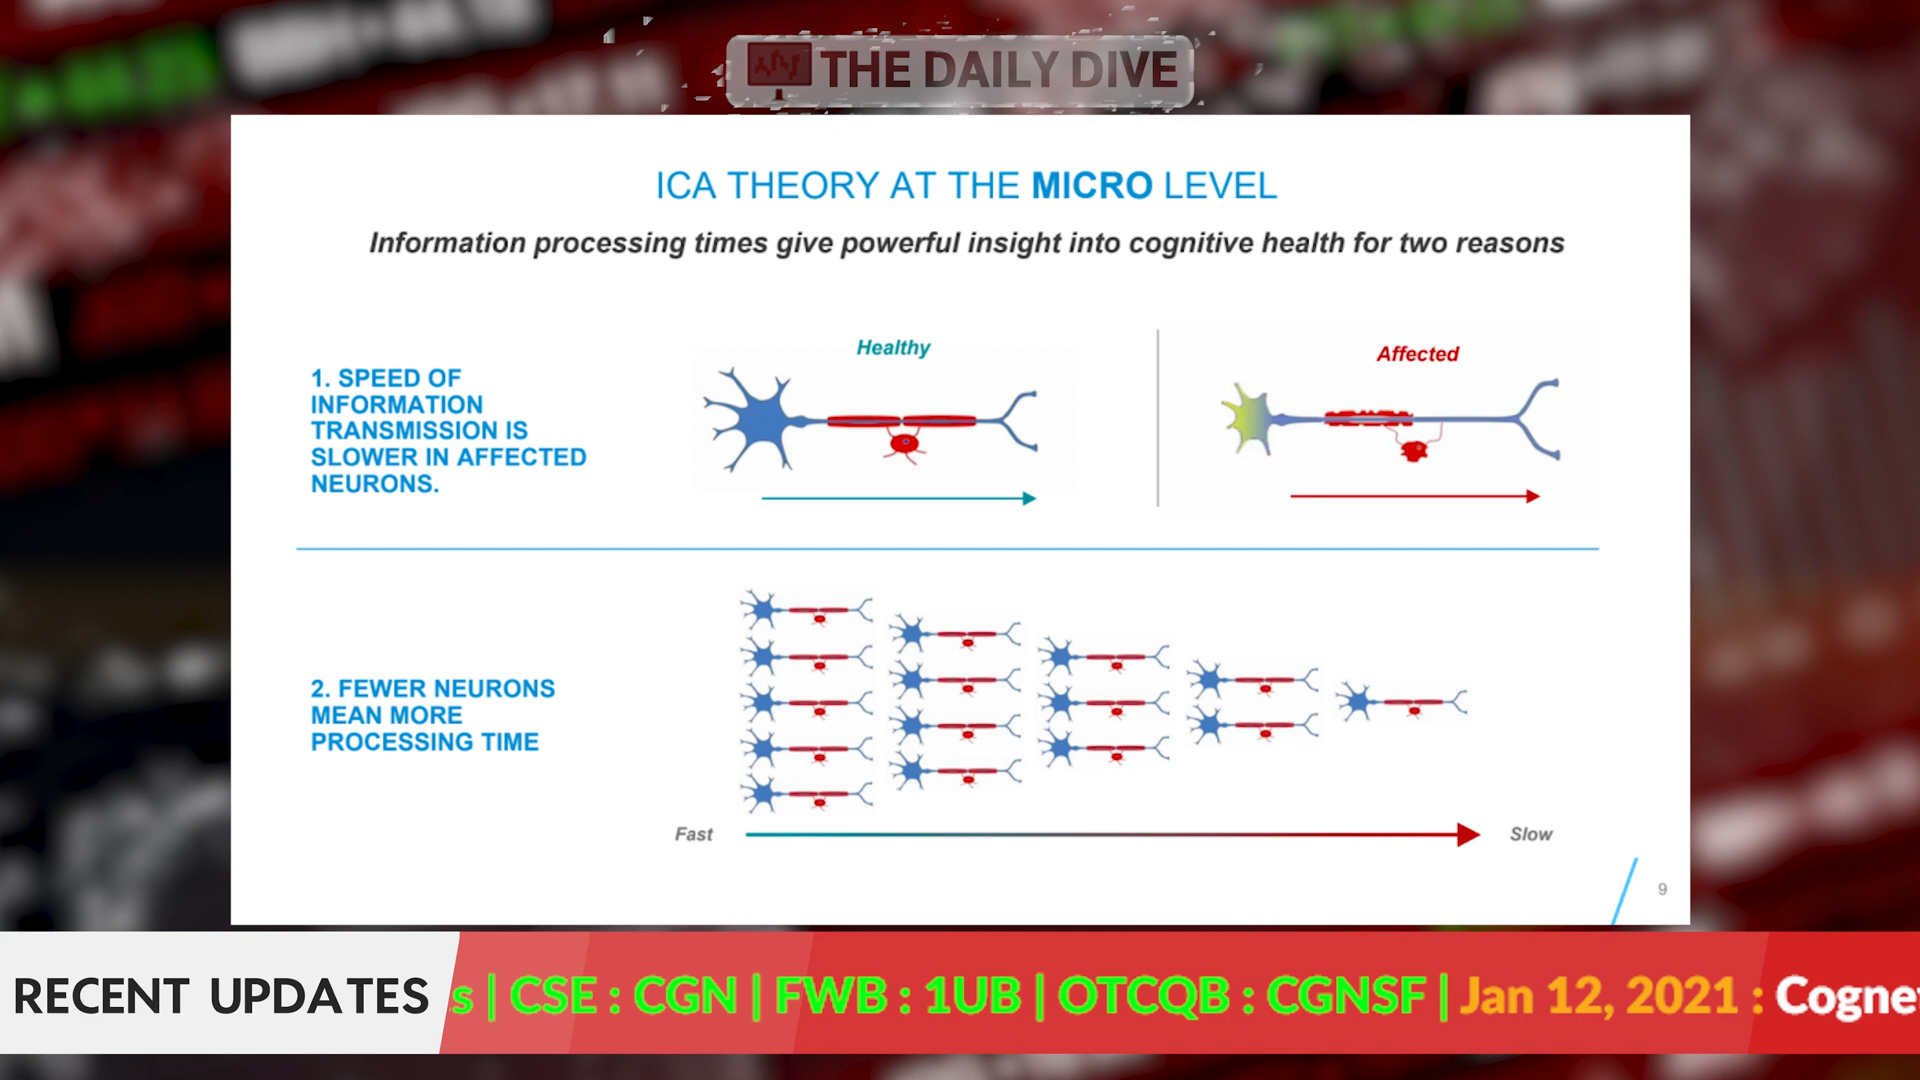 THE DAILY DIVE
ICA THEORY AT THE MICRO LEVEL
Information processing times give powerful insight into cognitive health for two reasons
Healthy
Affected
1. SPEED OF
INFORMATION
TRANSMISSION IS
SLOWER IN AFFECTED
NEURONS.
2. FEWER NEURONS
MEAN MORE
PROCESSING TIME
Fast
Slow
9
RECENT UPDATES
s | CSE : CGN | FWB : 1UB | OTCQB : CGNSF | Jan 12, 2021 : Cogne